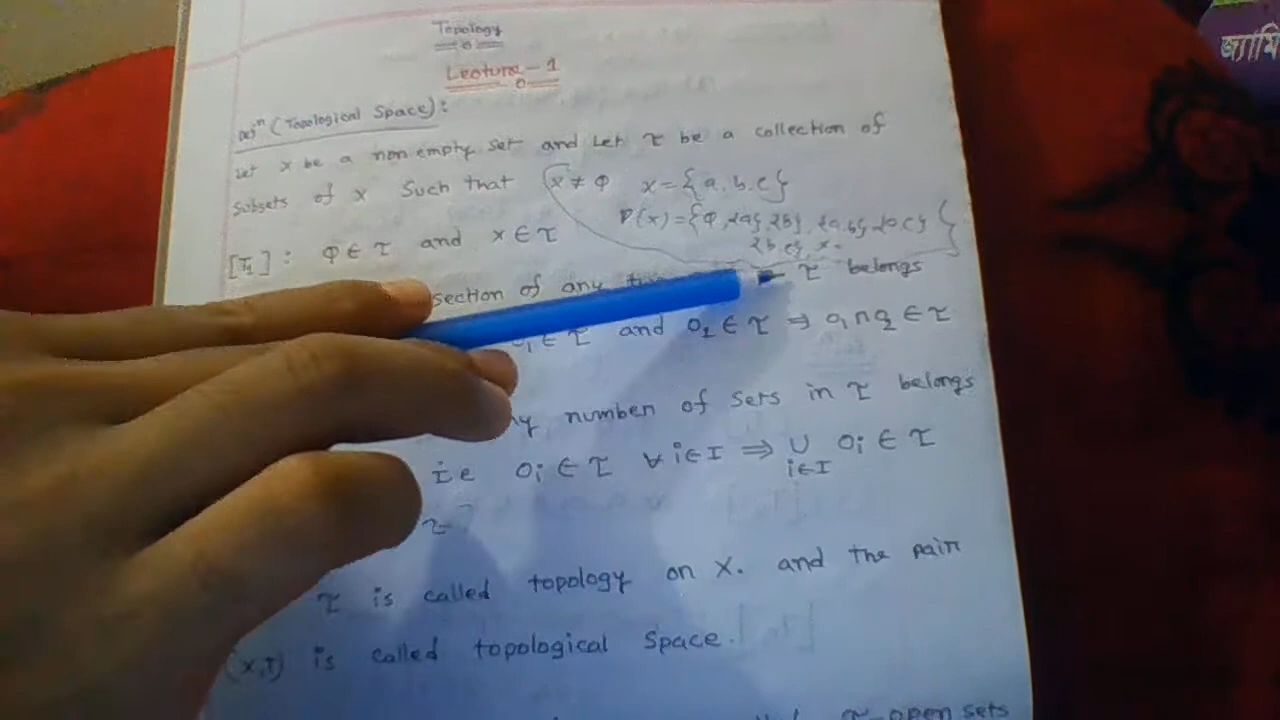 Topology
Lecture - 1
Defⁿ (Topological Space):
Let X be a non empty set and Let τ be a collection of
subsets of X Such that
X ≠ φ X = {a, b, c}
P(X) = {φ, {a} {b}, {a,b} {a c}
{b c}, X. }
[T₁] : φ ∈ τ and X ∈ τ
section of any τ belongs
O₁ ∈ τ and O₂ ∈ τ ⇒ O₁ ∩ O₂ ∈ τ
number of sets in τ belongs
i.e Oᵢ ∈ τ ∀ i ∈ I ⇒ ∪ Oᵢ ∈ τ
i∈I
τ
τ is called topology on X. and the pair
(X, τ) is called topological Space.
τ-open sets
জ্যামি